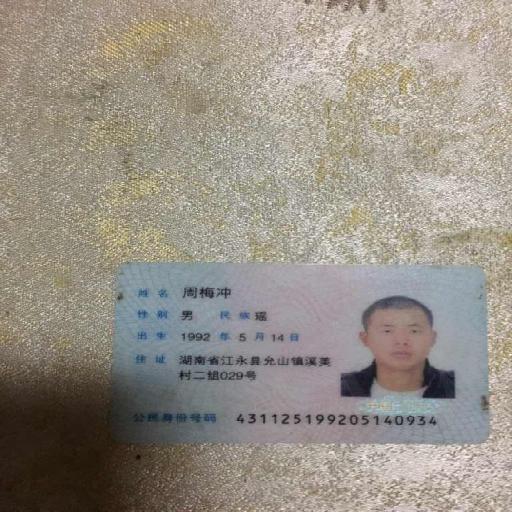 姓名 周梅冲
性别 男 民族 瑶
出生 1992 年 5 月 14 日
住址 湖南省江永县允山镇溪美
村二组029号
公民身份号码 431125199205140934